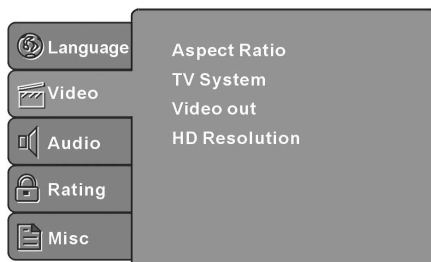 Language
Video
Audio
Rating
Misc
Aspect Ratio
TV System
Video out
HD Resolution